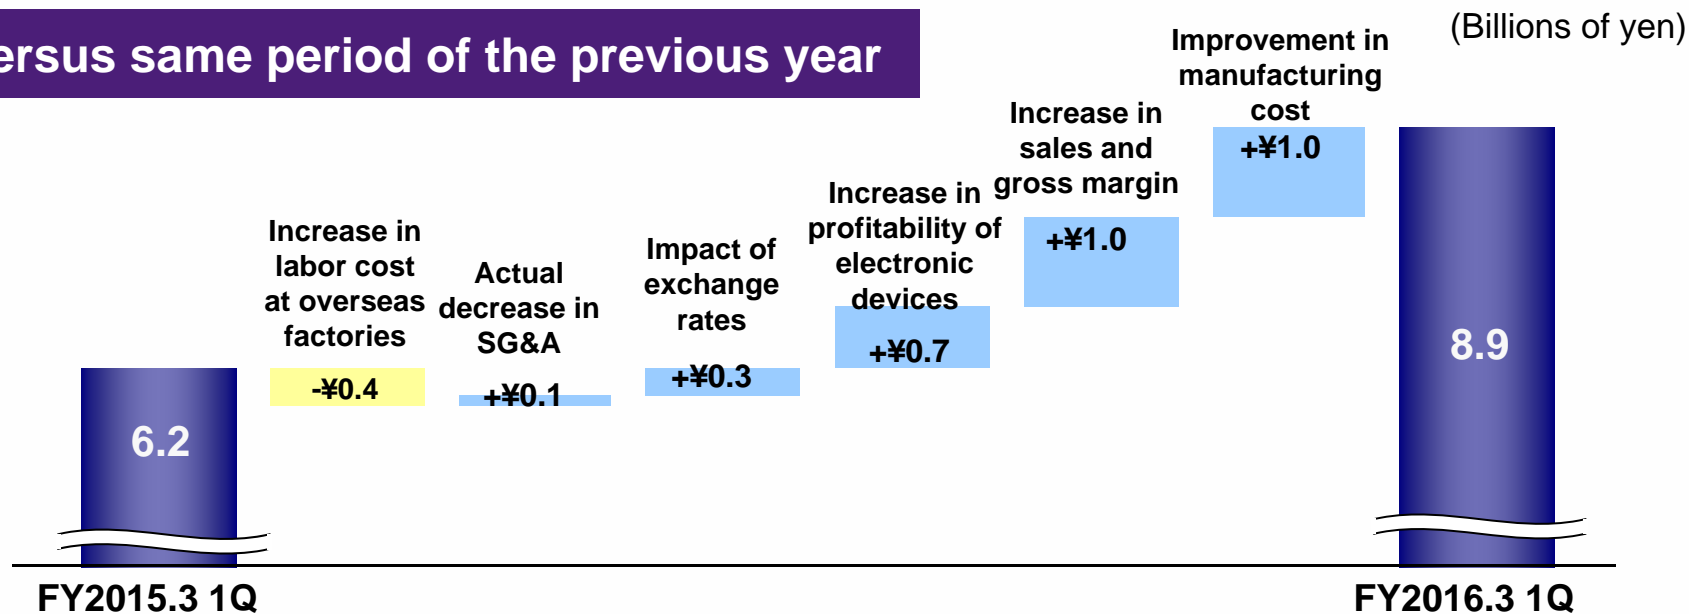 ersus same period of the previous year
(Billions of yen)
Increase in
labor cost
at overseas
factories
-¥0.4
Actual
decrease in
SG&A
+¥0.1
Impact of
exchange
rates
+¥0.3
Increase in
profitability of
electronic
devices
+¥0.7
Increase in
sales and
gross margin
+¥1.0
Improvement in
manufacturing
cost
+¥1.0
6.2
8.9
FY2015.3 1Q
FY2016.3 1Q